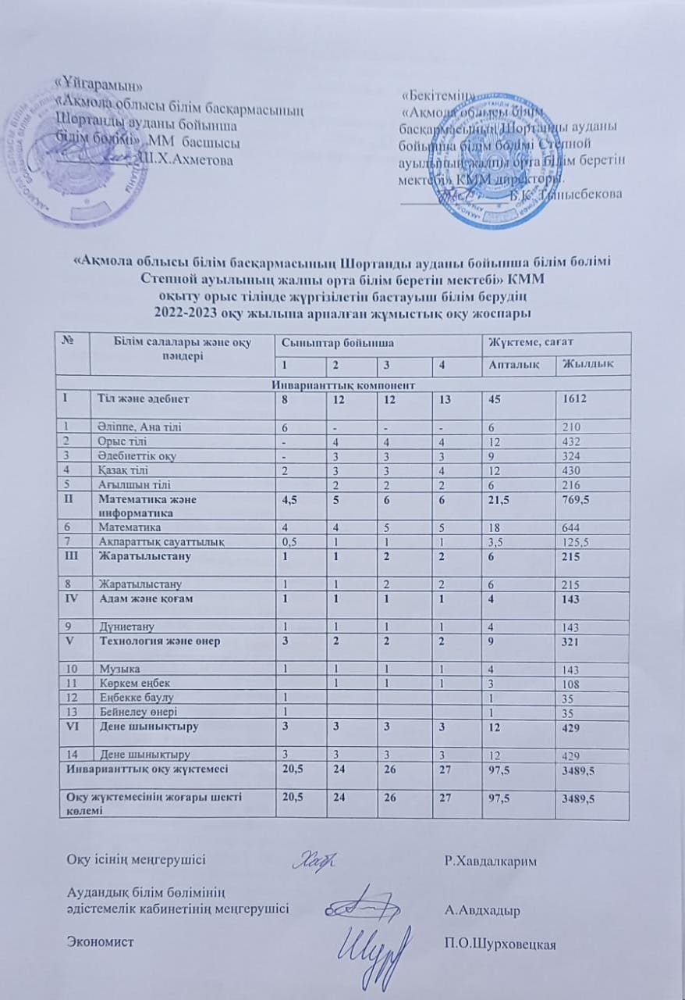 «Ұйғарамын»
«Ақмола облысы білім басқармасының
Шортанды ауданы бойынша
білім бөлімі» ММ басшысы
Ш.Х.Ахметова
«Бекітемін»
«Ақмола облысы білім
басқармасының Шортанды ауданы
бойынша білім бөлімі Степной
ауылының жалпы орта білім беретін
мектебі» КММ директоры.
Б.К. Тынысбекова
«Ақмола облысы білім басқармасының Шортанды ауданы бойынша білім бөлімі
Степной ауылының жалпы орта білім беретін мектебі» КММ
оқыту орыс тілінде жүргізілетін бастауыш білім берудің
2022-2023 оқу жылына арналған жұмыстық оқу жоспары
№ Білім салалары және оқу пәндері Сыныптар бойынша Жүктеме, сағат
1 2 3 4 Апталық Жылдық
Инварианттық компонент
I Тіл және әдебиет 8 12 12 13 45 1612
1 Әліппе, Ана тілі 6 - - - 6 210
2 Орыс тілі - 4 4 4 12 432
3 Әдебиеттік оқу - 3 3 3 9 324
4 Қазақ тілі 2 3 3 4 12 430
5 Ағылшын тілі 2 2 2 6 216
II Математика және информатика 4,5 5 6 6 21,5 769,5
6 Математика 4 4 5 5 18 644
7 Ақпараттық сауаттылық 0,5 1 1 1 3,5 125,5
III Жаратылыстану 1 1 2 2 6 215
8 Жаратылыстану 1 1 2 2 6 215
IV Адам және қоғам 1 1 1 1 4 143
9 Дүниетану 1 1 1 1 4 143
V Технология және өнер 3 2 2 2 9 321
10 Музыка 1 1 1 1 4 143
11 Көркем еңбек 1 1 1 3 108
12 Еңбекке баулу 1 1 35
13 Бейнелеу өнері 1 1 35
VI Дене шынықтыру 3 3 3 3 12 429
14 Дене шынықтыру 3 3 3 3 12 429
Инварианттық оқу жүктемесі 20,5 24 26 27 97,5 3489,5
Оқу жүктемесінің жоғары шекті көлемі 20,5 24 26 27 97,5 3489,5
Оқу ісінің меңгерушісі Р.Хавдалкарим
Аудандық білім бөлімінің
әдістемелік кабинетінің меңгерушісі А.Авдхадыр
Экономист П.О.Шурховецкая